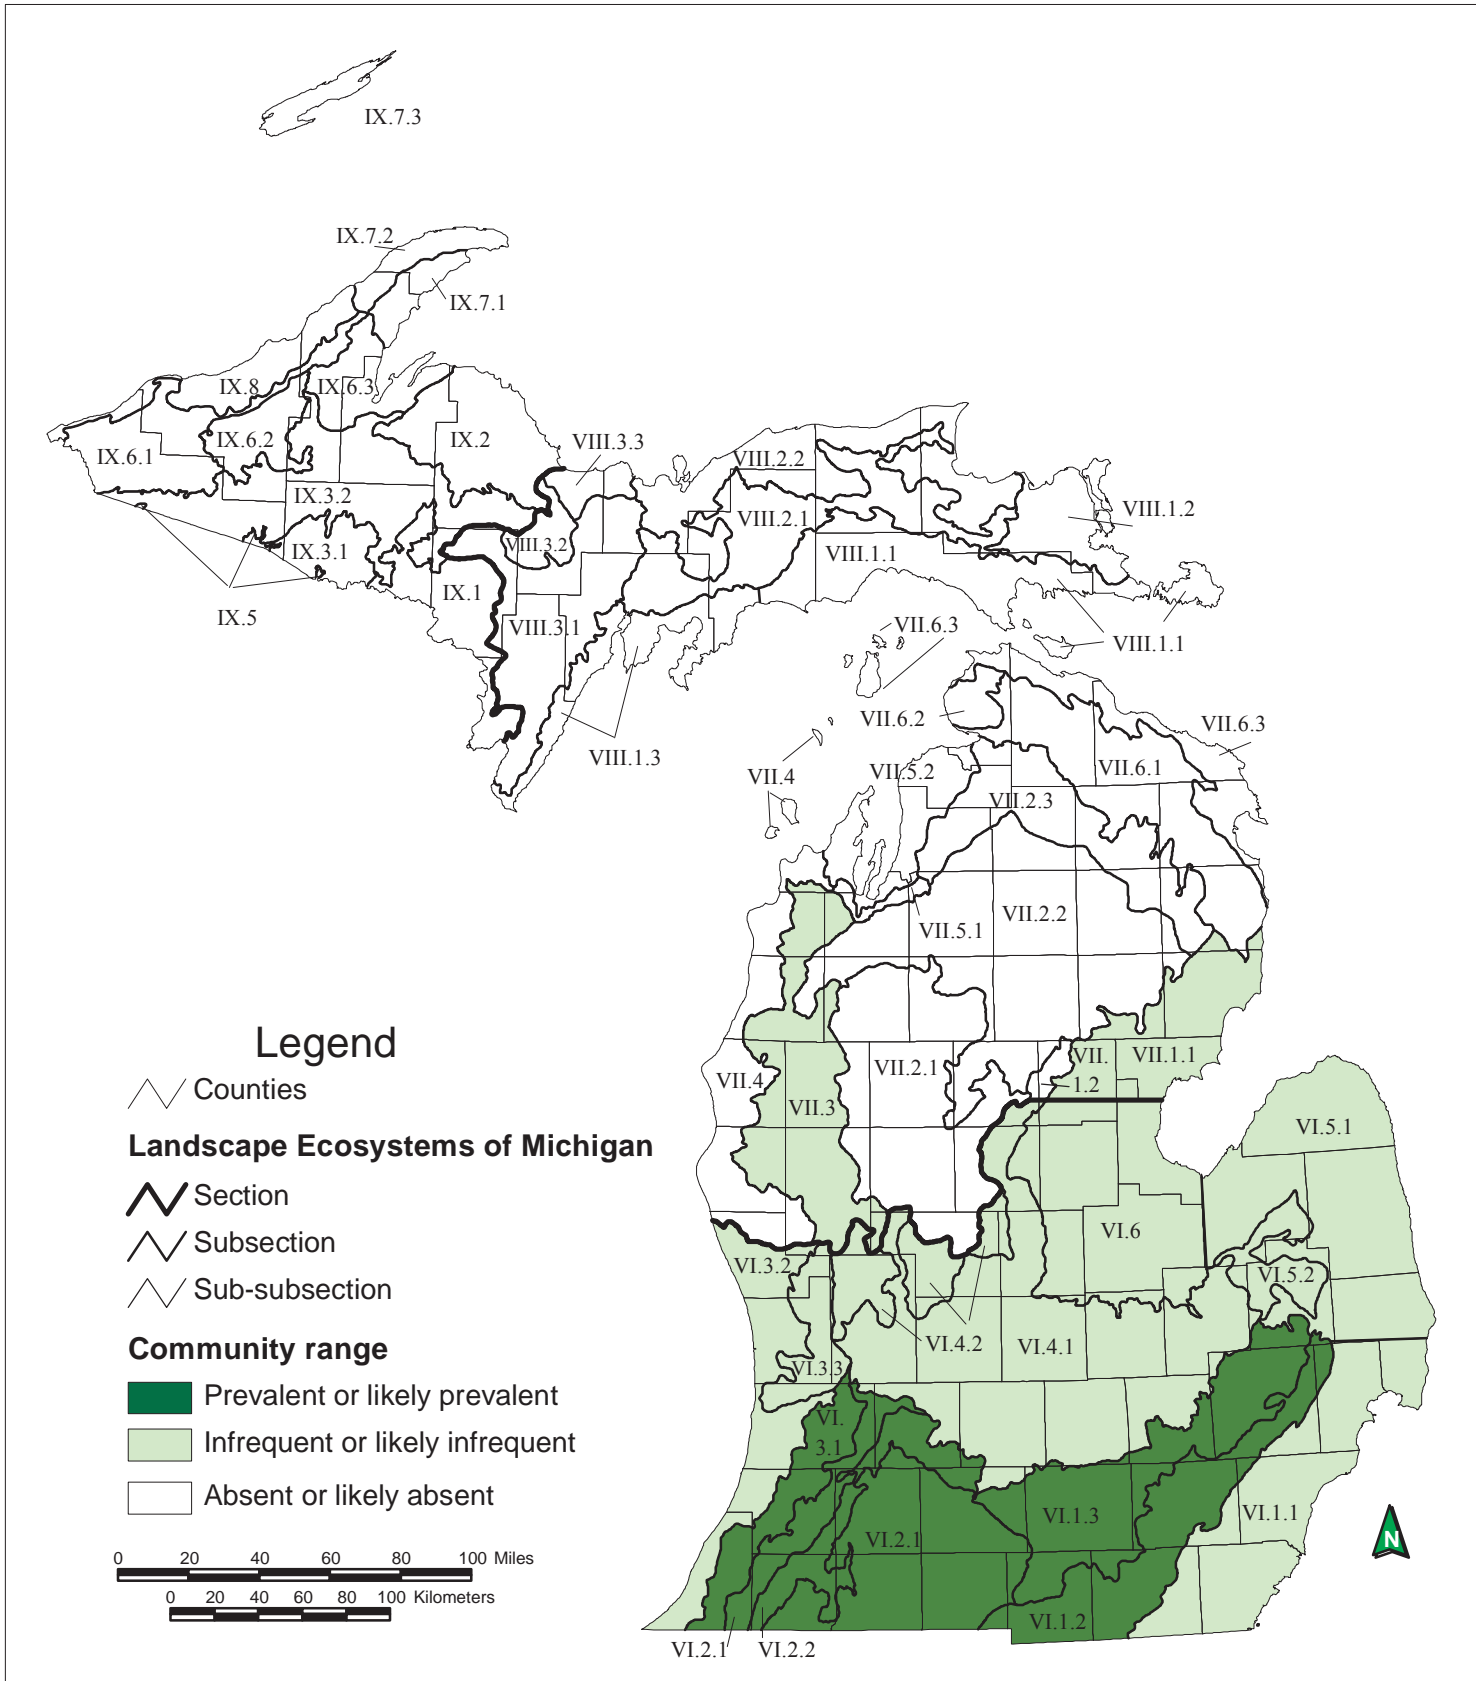 IX.7.3
IX.7.2
IX.7.1
IX.8
IX.6.3
IX.6.2
IX.6.1
IX.2
VIII.3.3
VIII.2.2
IX.3.2
VIII.2.1
VIII.1.2
IX.3.1
VIII.3.2
VIII.1.1
IX.1
IX.5
VIII.3.1
VII.6.3
VIII.1.1
VII.6.2
VII.6.3
VIII.1.3
VII.4
VII.5.2
VII.6.1
VII.2.3
VII.5.1
VII.2.2
VII.4
VII.2.1
VII.
1.2
VII.1.1
VII.3
VI.5.1
VI.6
VI.3.2
VI.5.2
VI.4.2
VI.4.1
VI.3.3
VI.
3.1
VI.1.3
VI.1.1
VI.2.1
VI.1.2
VI.2.1
VI.2.2
Legend
Counties
Landscape Ecosystems of Michigan
Section
Subsection
Sub-subsection
Community range
Prevalent or likely prevalent
Infrequent or likely infrequent
Absent or likely absent
0 20 40 60 80 100 Miles
0 20 40 60 80 100 Kilometers
N